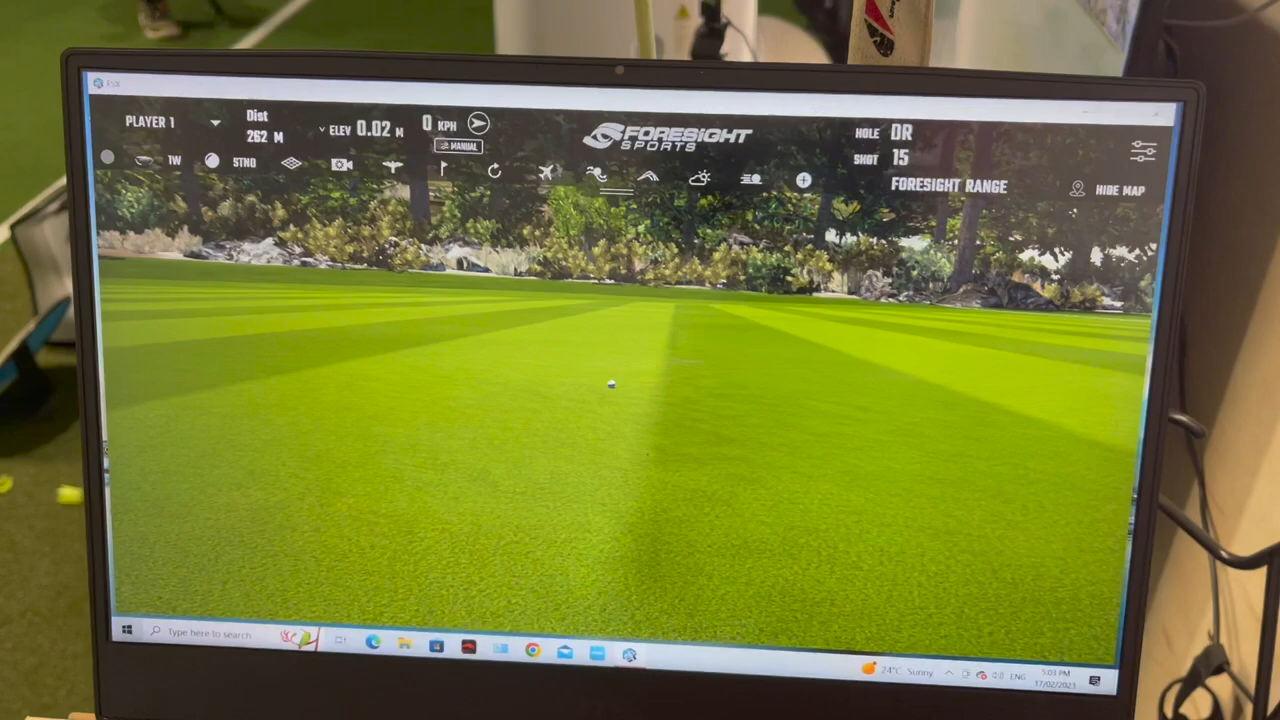 PLAYER 1
Dist
262 M
ELEV 0.02 M
0 KPH
MANUAL
FORESIGHT
SPORTS
HOLE DR
SHOT 15
1W
STND
FORESIGHT RANGE
HIDE MAP
Type here to search
24°C Sunny
ENG
5:03 PM
17/02/2023